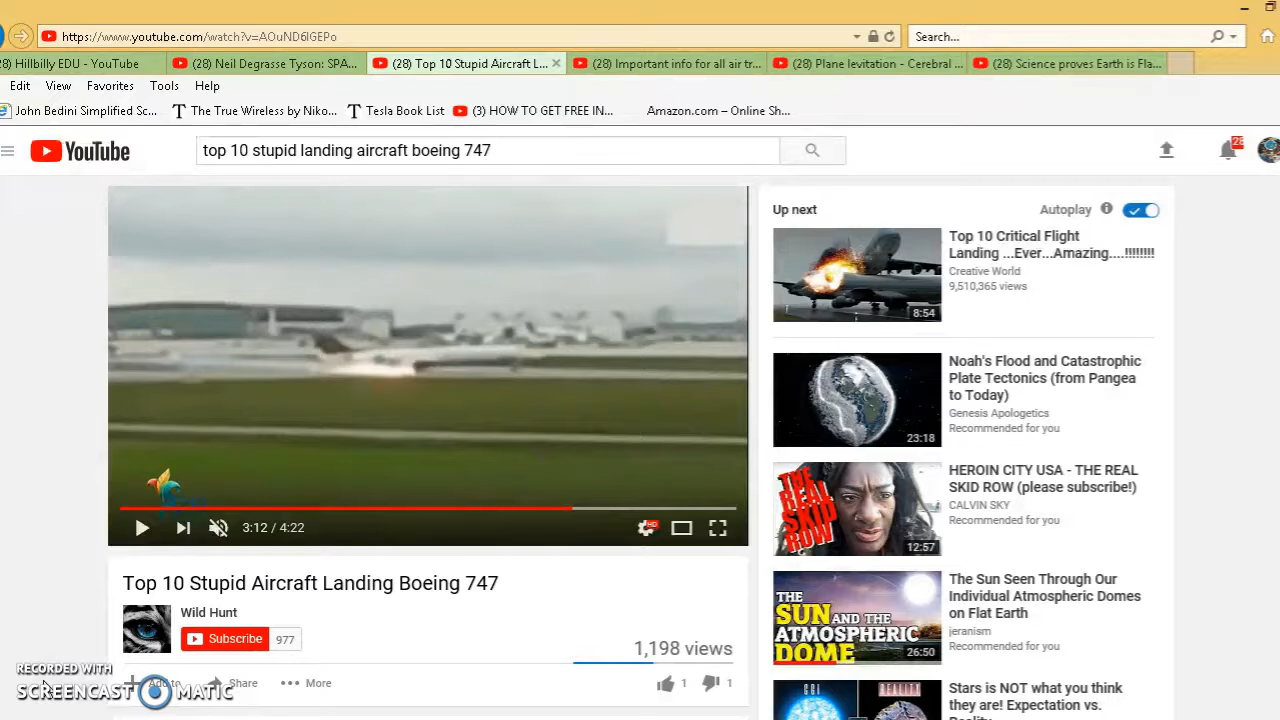 https://www.youtube.com/watch?v=AOuND6lGEPo
Search...
28) Hillbilly EDU - YouTube
(28) Neil Degrasse Tyson: SPA...
(28) Top 10 Stupid Aircraft L...
(28) Important info for all air tr...
(28) Plane levitation - Cerebral ...
(28) Science proves Earth is Fla...
Edit View Favorites Tools Help
John Bedini Simplified Sc...
The True Wireless by Niko...
Tesla Book List
(3) HOW TO GET FREE IN...
Amazon.com – Online Sh...
YouTube
top 10 stupid landing aircraft boeing 747
28
Up next
Autoplay
Top 10 Critical Flight
Landing ...Ever...Amazing....!!!!!!!!
Creative World
9,510,365 views
8:54
Noah's Flood and Catastrophic
Plate Tectonics (from Pangea
to Today)
Genesis Apologetics
Recommended for you
23:18
HEROIN CITY USA - THE REAL
SKID ROW (please subscribe!)
CALVIN SKY
Recommended for you
THE
REAL
SKID
ROW
12:57
The Sun Seen Through Our
Individual Atmospheric Domes
on Flat Earth
jeranism
Recommended for you
THE
SUN AND THE
ATMOSPHERIC
DOME
26:50
Stars is NOT what you think
they are! Expectation vs.
CGI
REALITY
HD
3:12 / 4:22
Top 10 Stupid Aircraft Landing Boeing 747
Wild Hunt
Subscribe 977
1,198 views
Add to
Share
More
1
1
RECORDED WITH
SCREENCAST MATIC